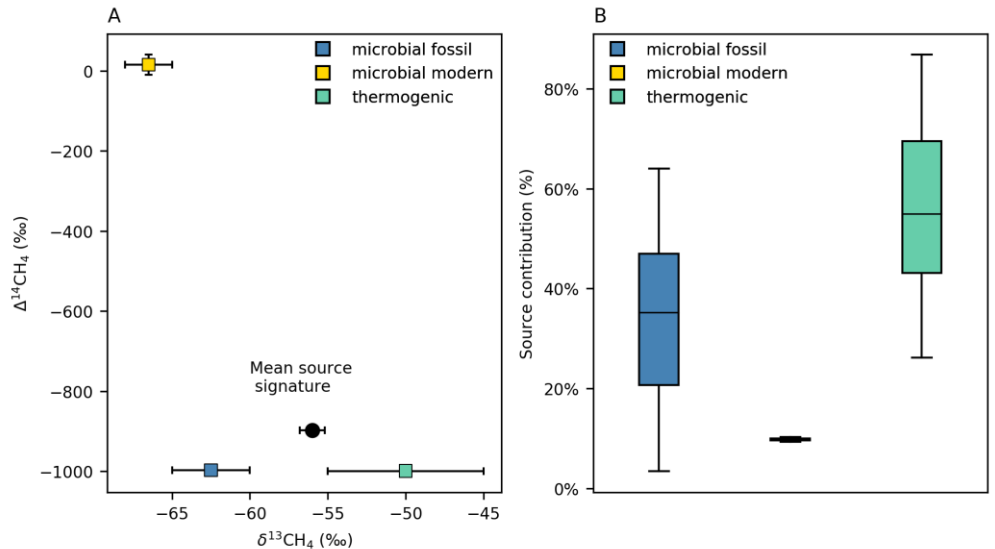 A
microbial fossil
microbial modern
thermogenic
0
−200
−400
−600
−800
−1000
Δ¹⁴CH₄ (‰)
Mean source
signature
−65
−60
−55
−50
−45
δ¹³CH₄ (‰)
B
microbial fossil
microbial modern
thermogenic
80%
60%
40%
20%
0%
Source contribution (%)